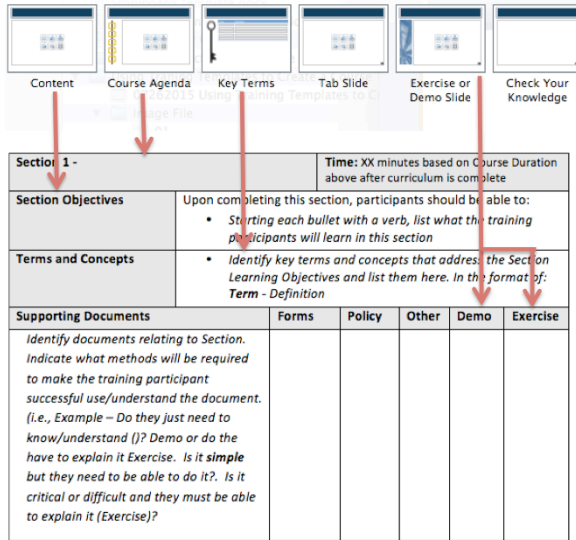 Content
Course Agenda
Key Terms
Tab Slide
Exercise or
Demo Slide
Check Your
Knowledge
Section 1 -
Time: XX minutes based on Course Duration
above after curriculum is complete
Section Objectives
Upon completing this section, participants should be able to:
• Starting each bullet with a verb, list what the training
participants will learn in this section
Terms and Concepts
• Identify key terms and concepts that address the Section
Learning Objectives and list them here. In the format of:
Term - Definition
Supporting Documents
Forms
Policy
Other
Demo
Exercise
Identify documents relating to Section.
Indicate what methods will be required
to make the training participant
successful use/understand the document.
(i.e., Example – Do they just need to
know/understand ()? Demo or do the
have to explain it Exercise. Is it simple
but they need to be able to do it?. Is it
critical or difficult and they must be able
to explain it (Exercise)?